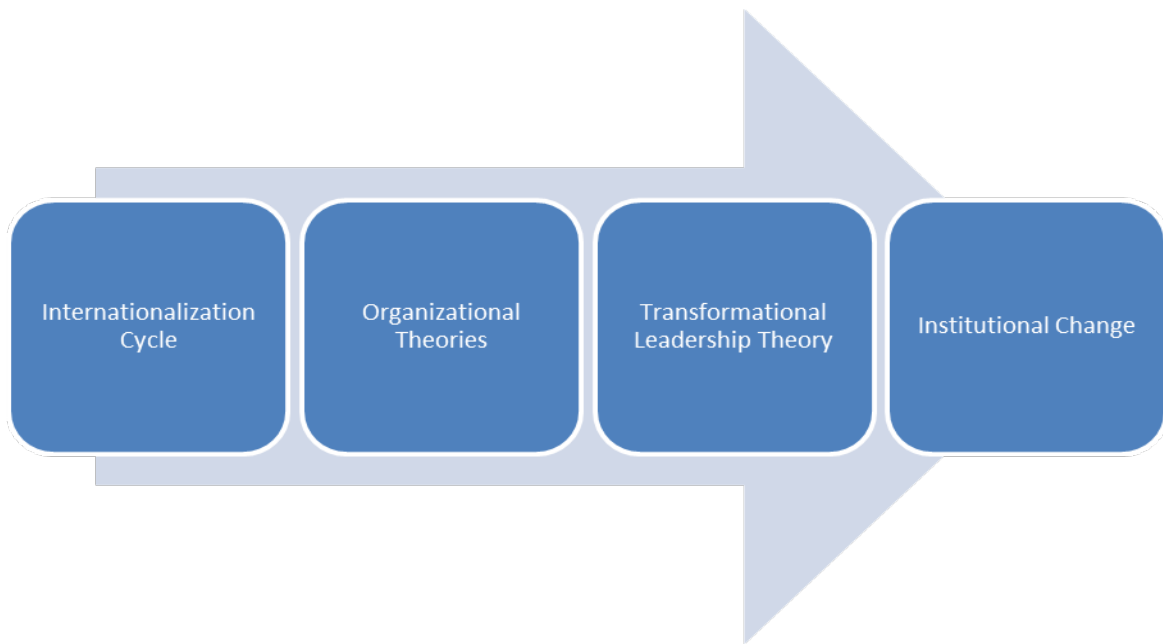 Internationalization
Cycle
Organizational
Theories
Transformational
Leadership Theory
Institutional Change